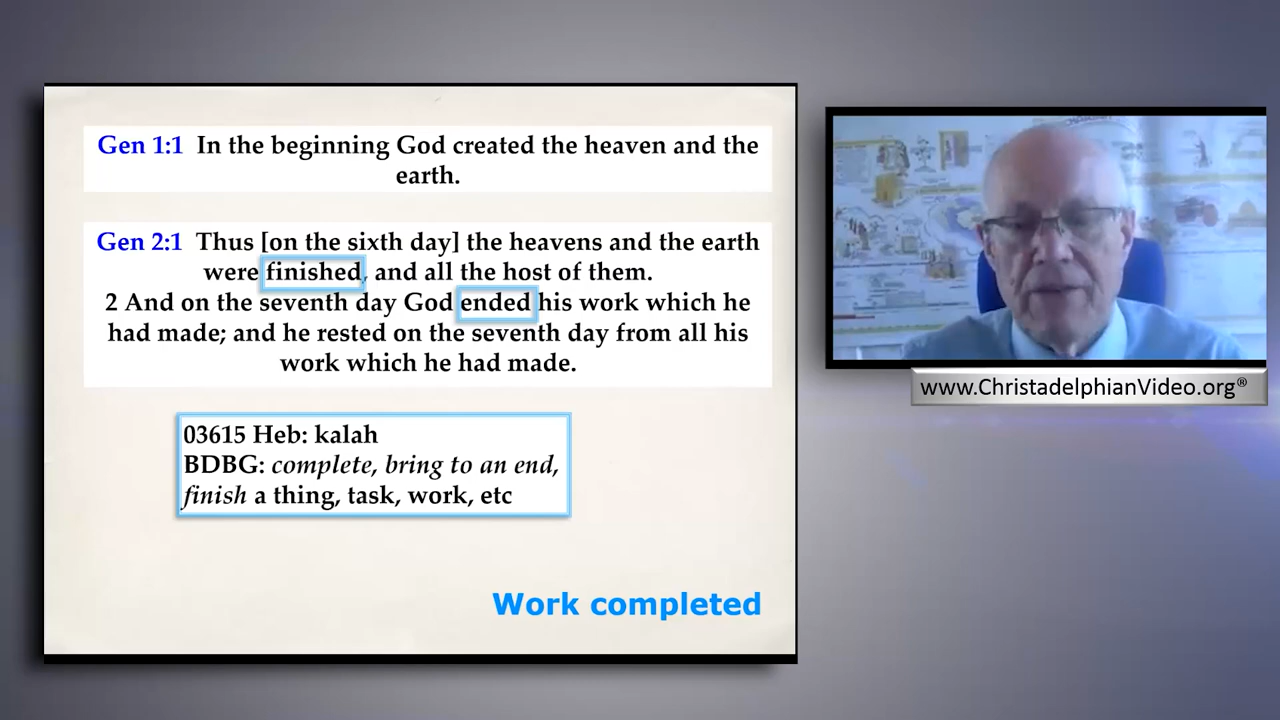 Gen 1:1 In the beginning God created the heaven and the
earth.
Gen 2:1 Thus [on the sixth day] the heavens and the earth
were finished, and all the host of them.
2 And on the seventh day God ended his work which he
had made; and he rested on the seventh day from all his
work which he had made.
03615 Heb: kalah
BDBG: complete, bring to an end,
finish a thing, task, work, etc
Work completed
www.ChristadelphianVideo.org®